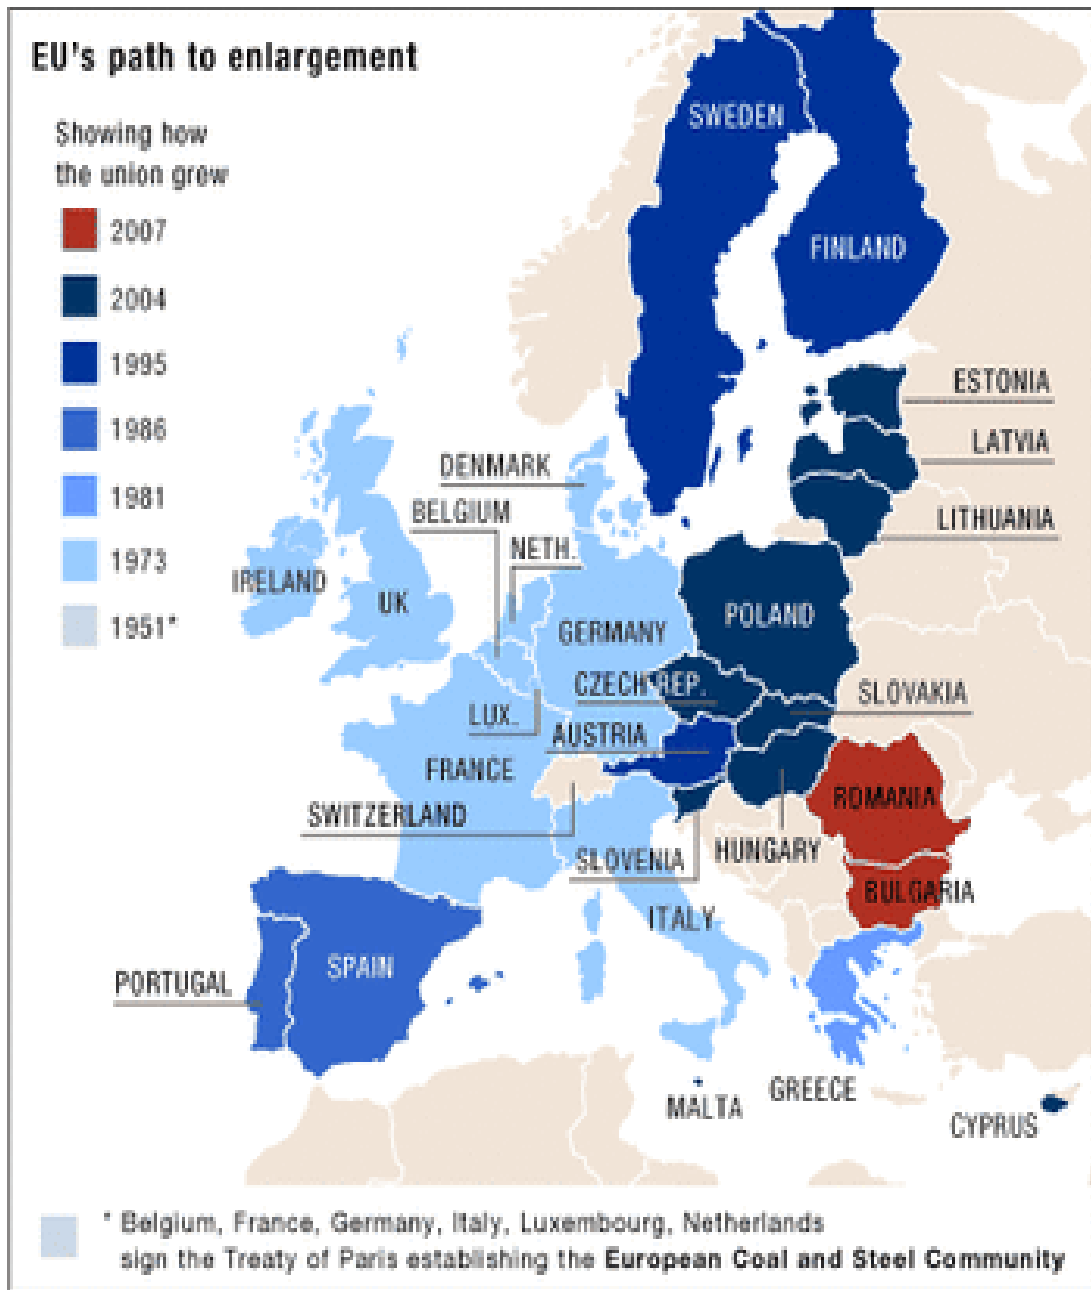 EU's path to enlargement
Showing how
the union grew
2007
2004
1995
1986
1981
1973
1951*
SWEDEN
FINLAND
ESTONIA
LATVIA
LITHUANIA
DENMARK
BELGIUM
NETH.
IRELAND
UK
GERMANY
POLAND
CZECH REP.
SLOVAKIA
LUX.
AUSTRIA
FRANCE
SWITZERLAND
ROMANIA
SLOVENIA
HUNGARY
BULGARIA
ITALY
SPAIN
PORTUGAL
MALTA
GREECE
CYPRUS
* Belgium, France, Germany, Italy, Luxembourg, Netherlands
sign the Treaty of Paris establishing the European Coal and Steel Community